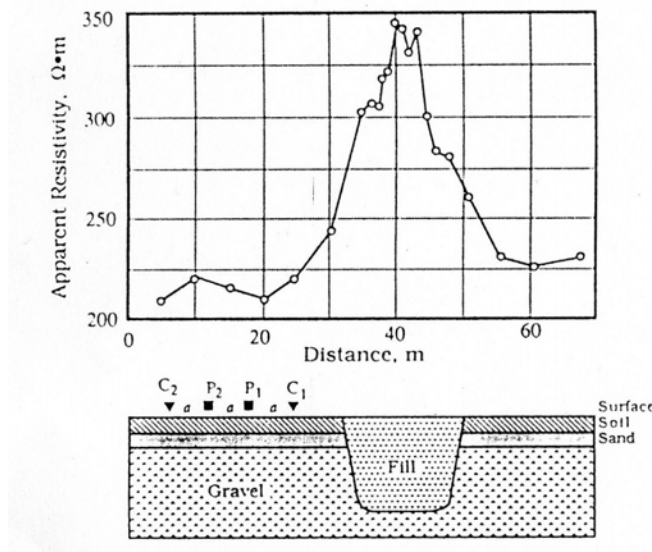 350
300
250
200
Apparent Resistivity, Ω•m
0 20 40 60
Distance, m
C2 a P2 a P1 a C1
Surface
Soil
Sand
Fill
Gravel